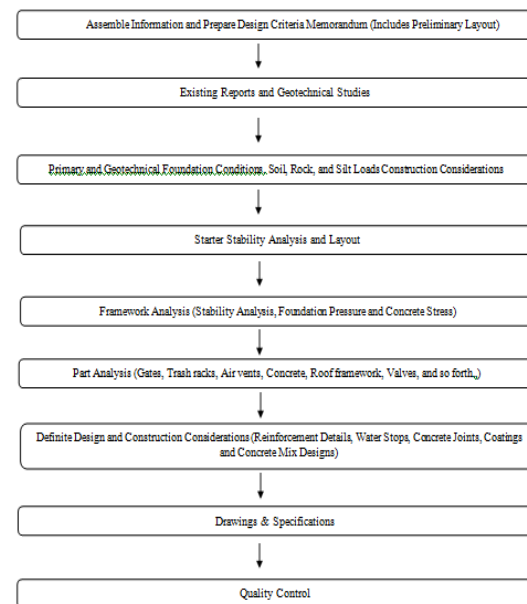 Assemble Information and Prepare Design Criteria Memorandum (Includes Preliminary Layout)
Existing Reports and Geotechnical Studies
Primary and Geotechnical Foundation Conditions, Soil, Rock, and Silt Loads Construction Considerations
Starter Stability Analysis and Layout
Framework Analysis (Stability Analysis, Foundation Pressure and Concrete Stress)
Part Analysis (Gates, Trash racks, Air vents, Concrete, Roof framework, Valves, and so forth,,)
Definite Design and Construction Considerations (Reinforcement Details, Water Stops, Concrete Joints, Coatings
and Concrete Mix Designs)
Drawings & Specifications
Quality Control